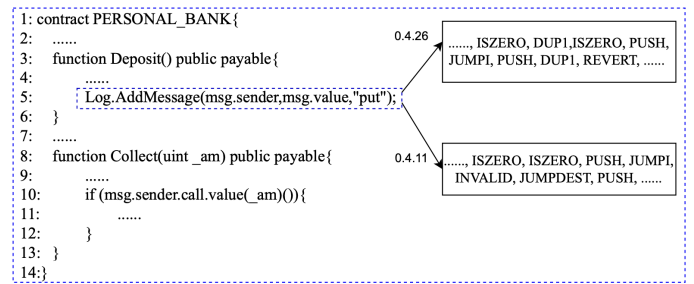 1: contract PERSONAL_BANK{
2: ......
3: function Deposit() public payable{
4: ......
5: Log.AddMessage(msg.sender,msg.value,"put");
6: }
7: ......
8: function Collect(uint _am) public payable{
9: ......
10: if (msg.sender.call.value(_am)()){
11: ......
12: }
13: }
14:}
0.4.26
......, ISZERO, DUP1,ISZERO, PUSH,
JUMPI, PUSH, DUP1, REVERT, ......
0.4.11
......, ISZERO, ISZERO, PUSH, JUMPI,
INVALID, JUMPDEST, PUSH, ......